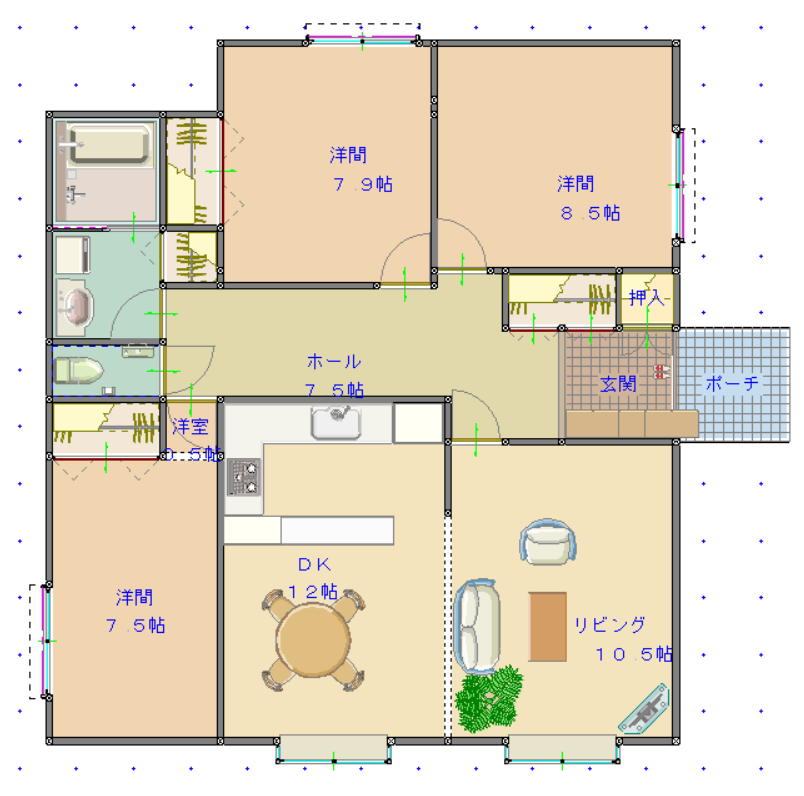 洋間
7.9帖
洋間
8.5帖
押入
ホール
7.5帖
玄関
ポーチ
洋室
0.5帖
DK
12帖
洋間
7.5帖
リビング
10.5帖